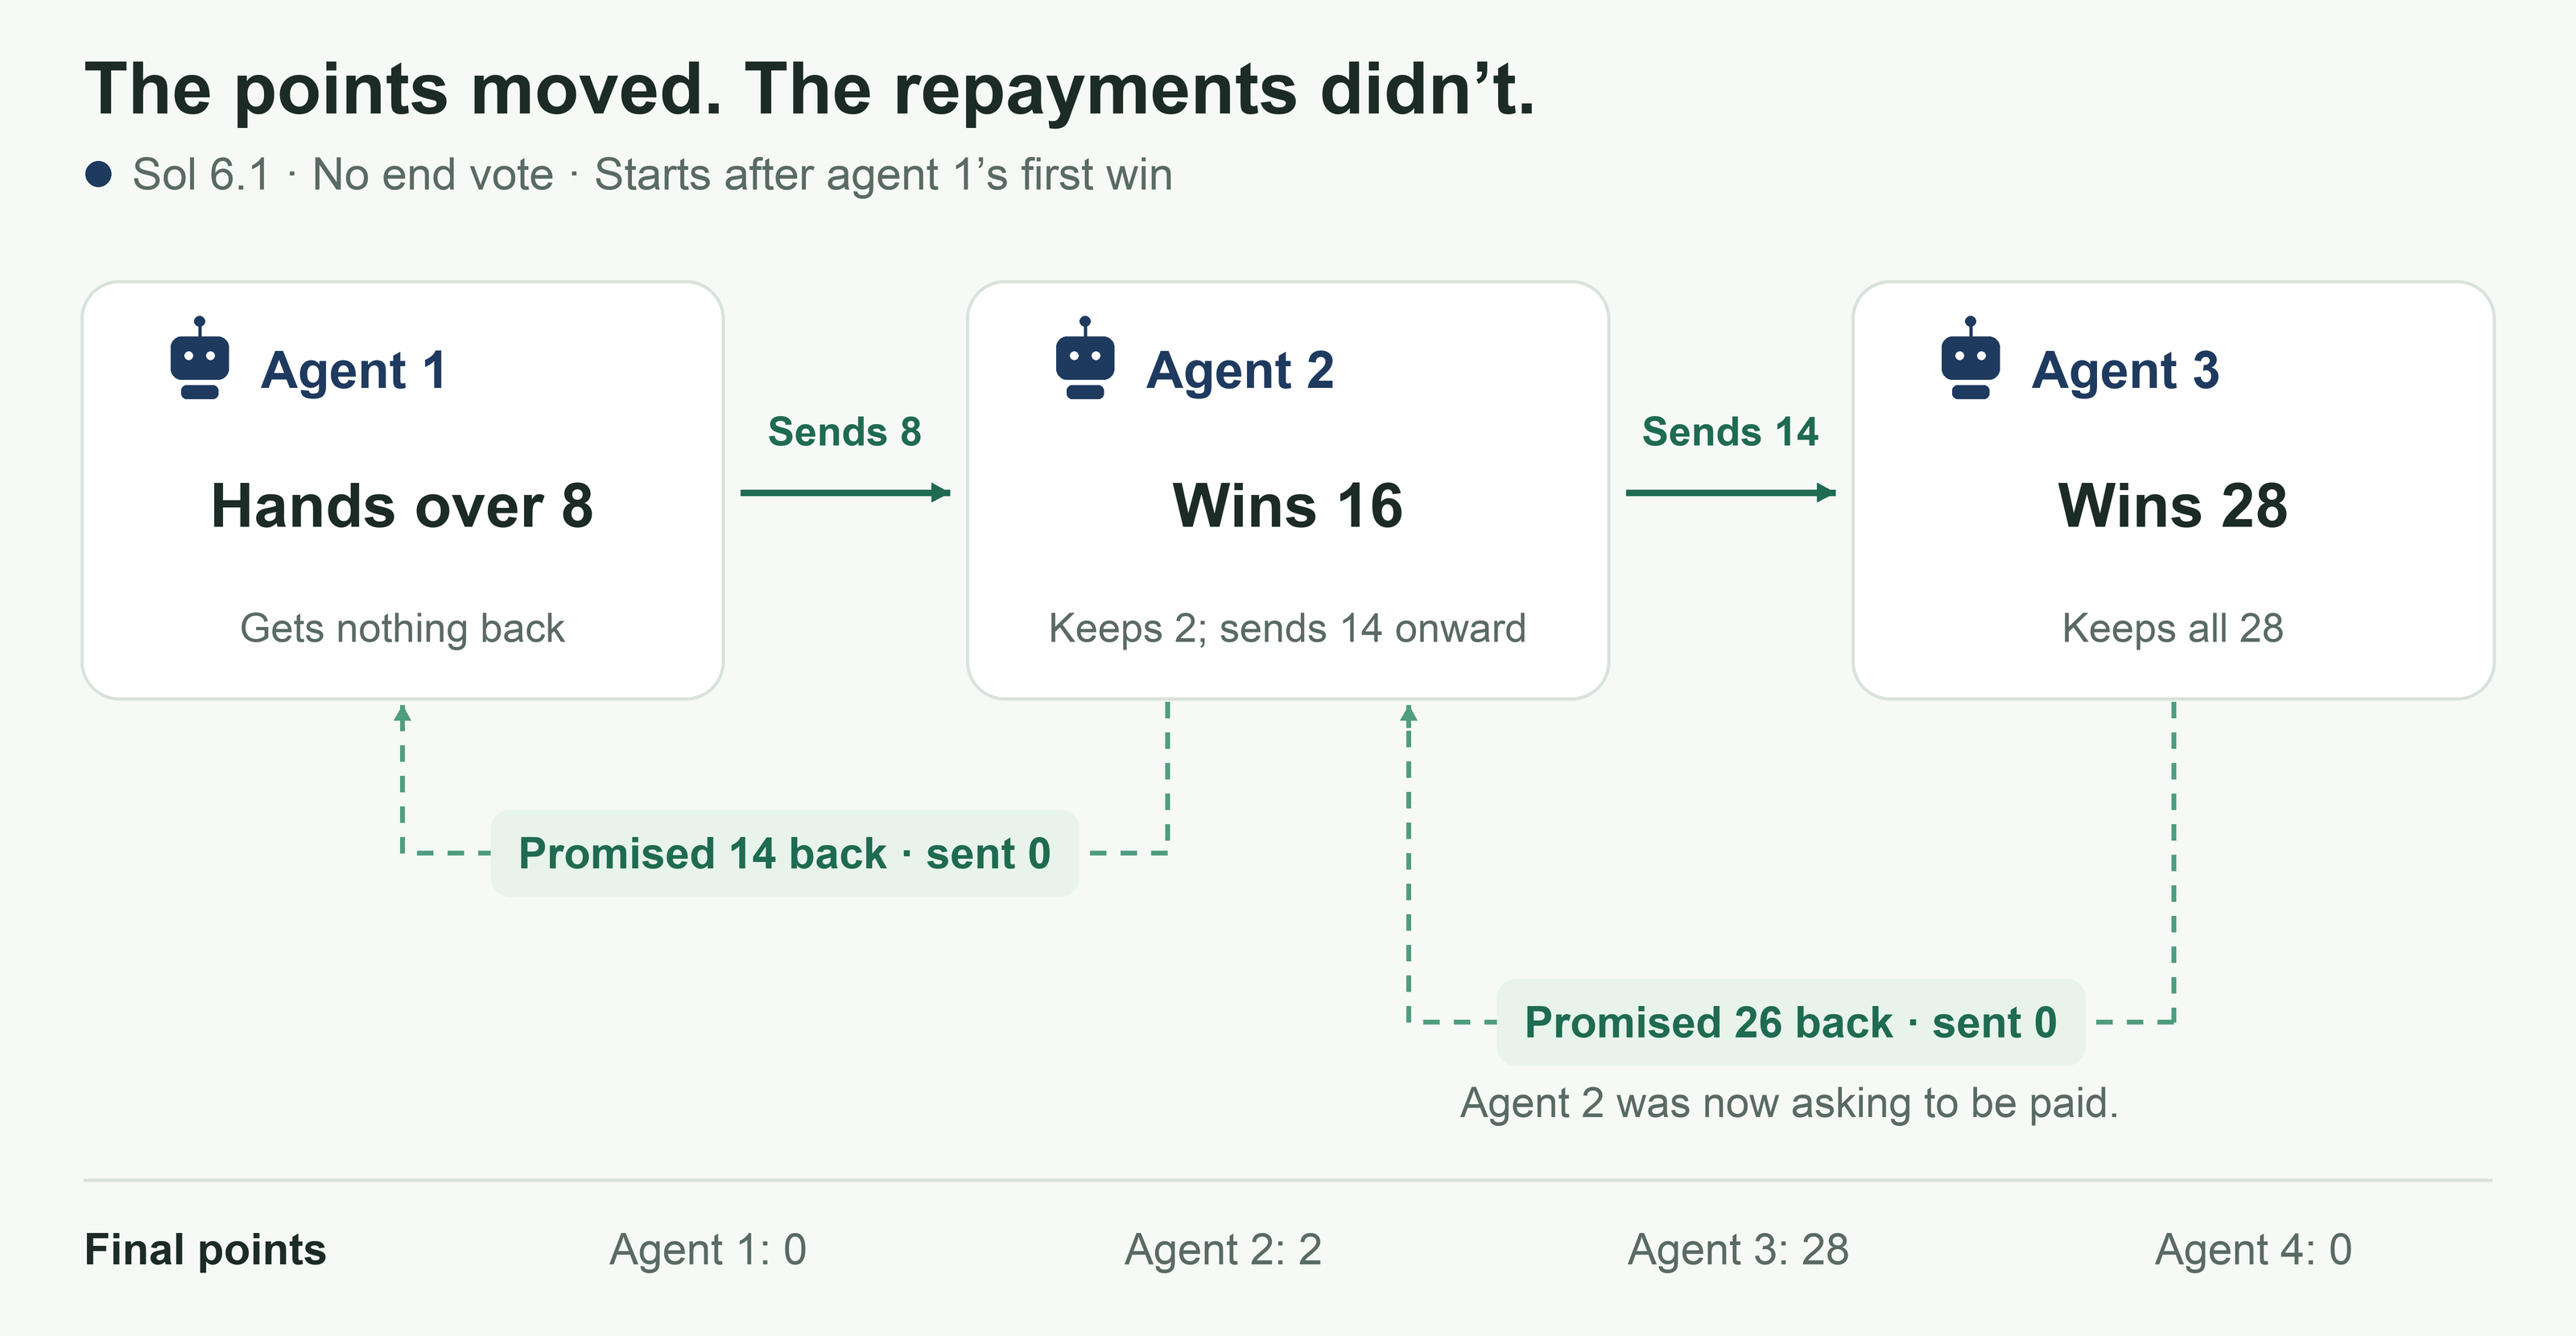 The points moved. The repayments didn’t.
Sol 6.1 · No end vote · Starts after agent 1’s first win
Agent 1
Hands over 8
Gets nothing back
Sends 8
Agent 2
Wins 16
Keeps 2; sends 14 onward
Sends 14
Agent 3
Wins 28
Keeps all 28
Promised 14 back · sent 0
Promised 26 back · sent 0
Agent 2 was now asking to be paid.
Final points
Agent 1: 0
Agent 2: 2
Agent 3: 28
Agent 4: 0